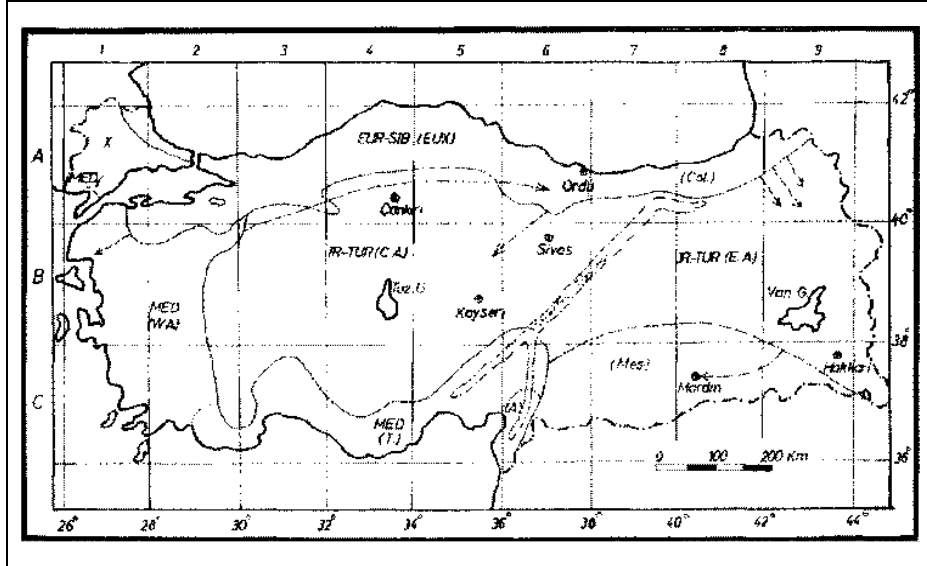 1 2 3 4 5 6 7 8 9
42°
EUR-SIB.(EUX)
A
X
MED
Ordu
(Col.)
Çankırı
40°
Sivas
IR-TUR(C.A)
IR-TUR(E.A)
B
Tuz.G
Van G.
MED
(W.A)
Kayseri
38°
(Mes)
Hakkari
Mardin
C
(A)
MED
(T.)
0 100 200 Km
36°
26° 28° 30° 32° 34° 36° 38° 40° 42° 44°